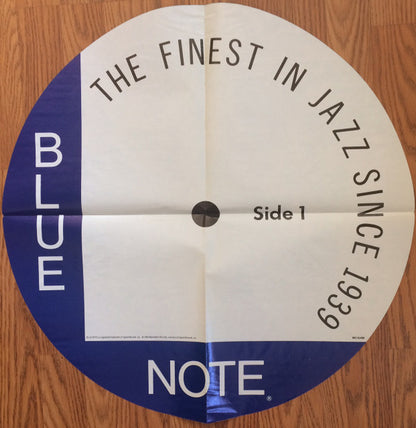 THE FINEST IN JAZZ SINCE 1939
BLUE
Side 1
NOTE
®